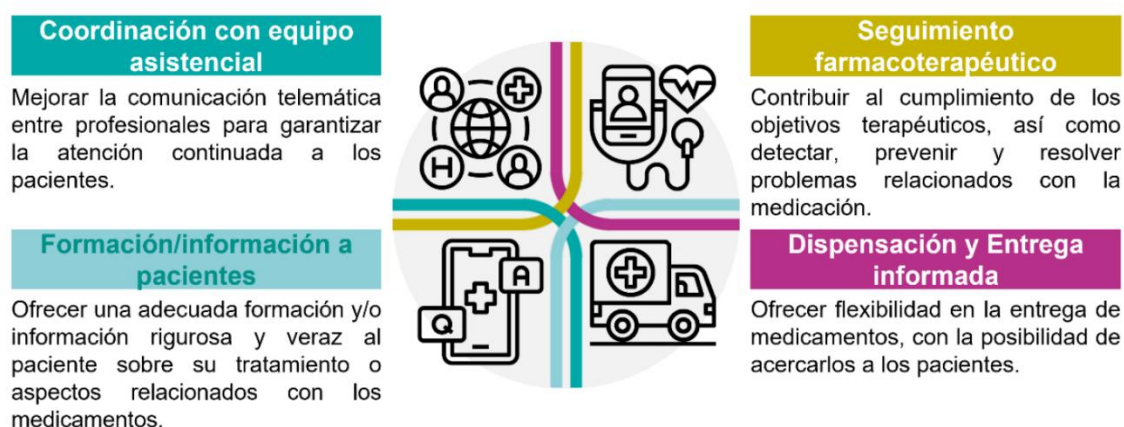 Coordinación con equipo
asistencial
Mejorar la comunicación telemática
entre profesionales para garantizar
la atención continuada a los
pacientes.
Formación/información a
pacientes
Ofrecer una adecuada formación y/o
información rigurosa y veraz al
paciente sobre su tratamiento o
aspectos relacionados con los
medicamentos.
H
A
Q
Seguimiento
farmacoterapéutico
Contribuir al cumplimiento de los
objetivos terapéuticos, así como
detectar, prevenir y resolver
problemas relacionados con la
medicación.
Dispensación y Entrega
informada
Ofrecer flexibilidad en la entrega de
medicamentos, con la posibilidad de
acercarlos a los pacientes.